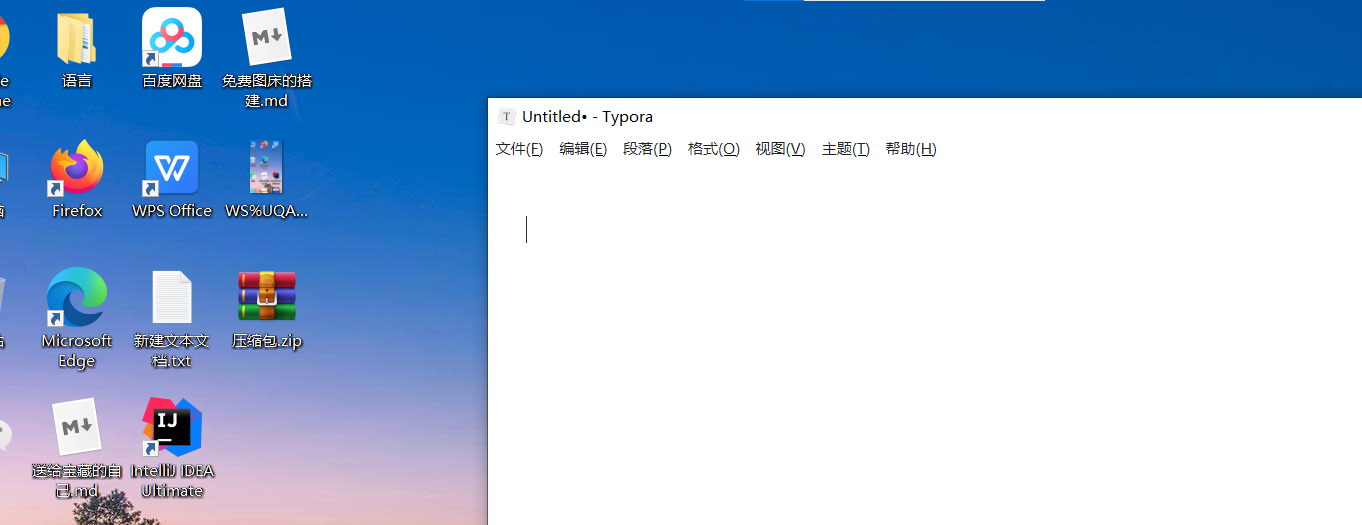 语言
百度网盘
免费图床的搭
建.md
Firefox
WPS Office
WS%UQA...
Microsoft
Edge
新建文本文
档.txt
压缩包.zip
送给宝藏的自
己.md
IntelliJ IDEA
Ultimate
Untitled• - Typora
文件(F) 编辑(E) 段落(P) 格式(O) 视图(V) 主题(T) 帮助(H)